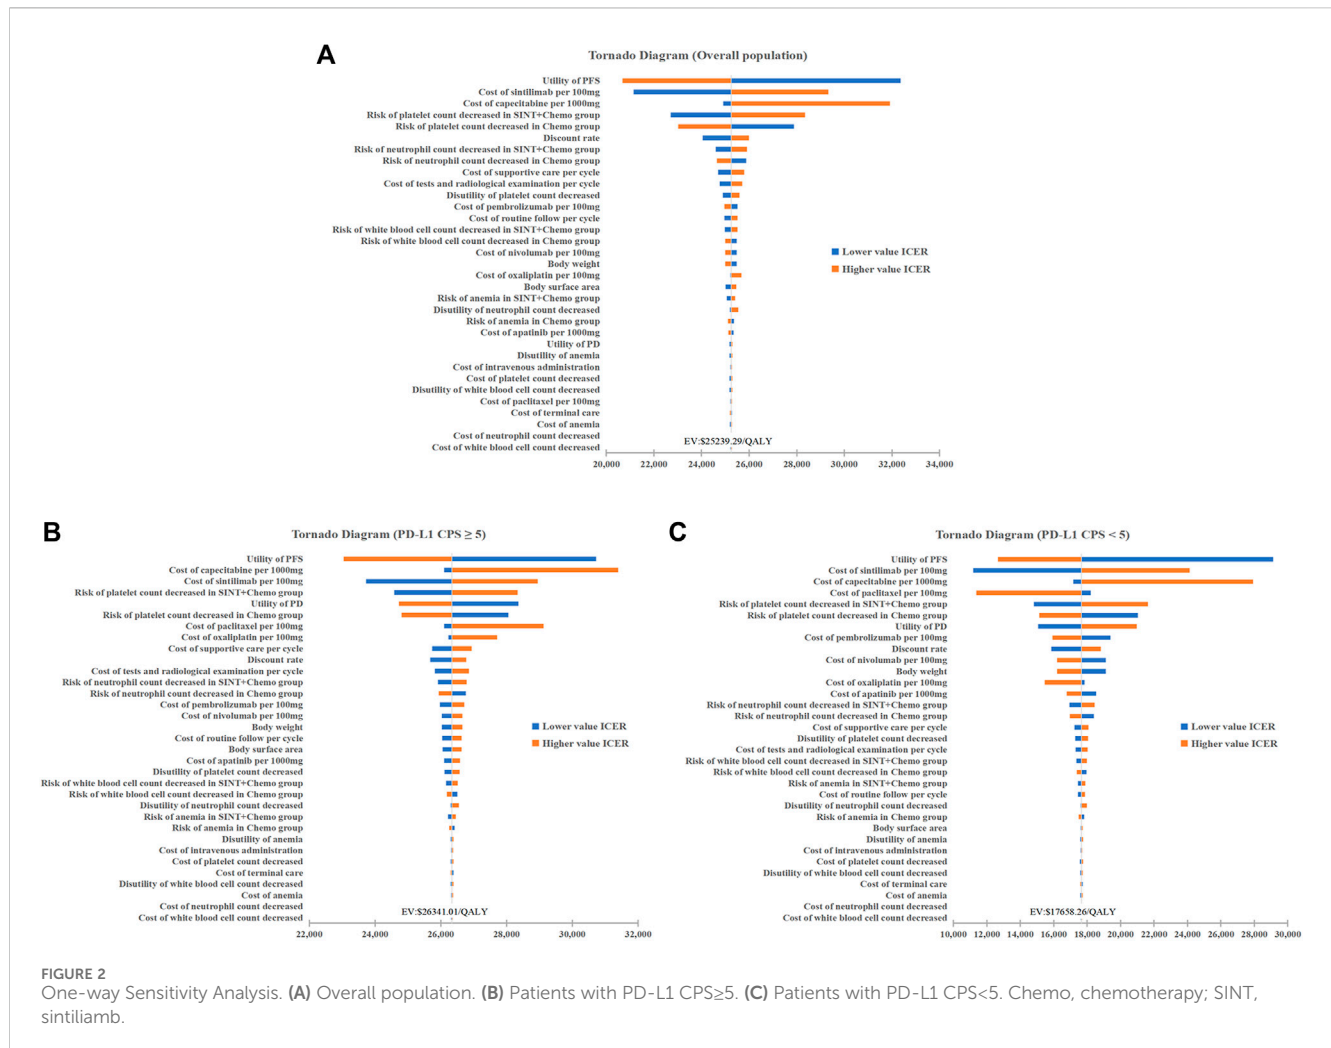 A
Tornado Diagram (Overall population)
Utility of PFS
Cost of sintilimab per 100mg
Cost of capecitabine per 1000mg
Risk of platelet count decreased in SINT+Chemo group
Risk of platelet count decreased in Chemo group
Discount rate
Risk of neutrophil count decreased in SINT+Chemo group
Risk of neutrophil count decreased in Chemo group
Cost of supportive care per cycle
Cost of tests and radiological examination per cycle
Disutility of platelet count decreased
Cost of pembrolizumab per 100mg
Cost of routine follow per cycle
Risk of white blood cell count decreased in SINT+Chemo group
Risk of white blood cell count decreased in Chemo group
Cost of nivolumab per 100mg
Body weight
Cost of oxaliplatin per 100mg
Body surface area
Risk of anemia in SINT+Chemo group
Disutility of neutrophil count decreased
Risk of anemia in Chemo group
Cost of apatinib per 1000mg
Utility of PD
Disutility of anemia
Cost of intravenous administration
Cost of platelet count decreased
Disutility of white blood cell count decreased
Cost of paclitaxel per 100mg
Cost of terminal care
Cost of anemia
Cost of neutrophil count decreased
Cost of white blood cell count decreased
Lower value ICER
Higher value ICER
EV:$25239.29/QALY
20,000 22,000 24,000 26,000 28,000 30,000 32,000 34,000
B
Tornado Diagram (PD-L1 CPS ≥ 5)
Utility of PFS
Cost of capecitabine per 1000mg
Cost of sintilimab per 100mg
Risk of platelet count decreased in SINT+Chemo group
Utility of PD
Risk of platelet count decreased in Chemo group
Cost of paclitaxel per 100mg
Cost of oxaliplatin per 100mg
Cost of supportive care per cycle
Discount rate
Cost of tests and radiological examination per cycle
Risk of neutrophil count decreased in SINT+Chemo group
Risk of neutrophil count decreased in Chemo group
Cost of pembrolizumab per 100mg
Cost of nivolumab per 100mg
Body weight
Cost of routine follow per cycle
Body surface area
Cost of apatinib per 1000mg
Disutility of platelet count decreased
Risk of white blood cell count decreased in SINT+Chemo group
Risk of white blood cell count decreased in Chemo group
Disutility of neutrophil count decreased
Risk of anemia in SINT+Chemo group
Risk of anemia in Chemo group
Disutility of anemia
Cost of intravenous administration
Cost of platelet count decreased
Cost of terminal care
Disutility of white blood cell count decreased
Cost of anemia
Cost of neutrophil count decreased
Cost of white blood cell count decreased
Lower value ICER
Higher value ICER
EV:$26341.01/QALY
22,000 24,000 26,000 28,000 30,000 32,000
C
Tornado Diagram (PD-L1 CPS < 5)
Utility of PFS
Cost of sintilimab per 100mg
Cost of capecitabine per 1000mg
Cost of paclitaxel per 100mg
Risk of platelet count decreased in SINT+Chemo group
Risk of platelet count decreased in Chemo group
Utility of PD
Cost of pembrolizumab per 100mg
Discount rate
Cost of nivolumab per 100mg
Body weight
Cost of oxaliplatin per 100mg
Cost of apatinib per 1000mg
Risk of neutrophil count decreased in SINT+Chemo group
Risk of neutrophil count decreased in Chemo group
Cost of supportive care per cycle
Disutility of platelet count decreased
Cost of tests and radiological examination per cycle
Risk of white blood cell count decreased in SINT+Chemo group
Risk of white blood cell count decreased in Chemo group
Risk of anemia in SINT+Chemo group
Cost of routine follow per cycle
Disutility of neutrophil count decreased
Risk of anemia in Chemo group
Body surface area
Disutility of anemia
Cost of intravenous administration
Cost of platelet count decreased
Disutility of white blood cell count decreased
Cost of terminal care
Cost of anemia
Cost of neutrophil count decreased
Cost of white blood cell count decreased
Lower value ICER
Higher value ICER
EV:$17658.26/QALY
10,000 12,000 14,000 16,000 18,000 20,000 22,000 24,000 26,000 28,000 30,000
FIGURE 2
One-way Sensitivity Analysis. (A) Overall population. (B) Patients with PD-L1 CPS≥5. (C) Patients with PD-L1 CPS<5. Chemo, chemotherapy; SINT,
sintiliamb.